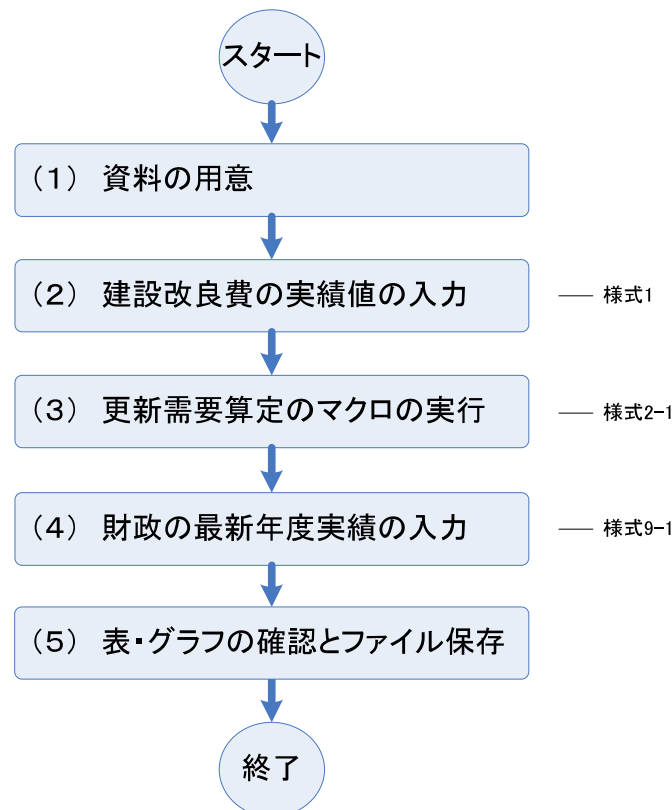 スタート
(1) 資料の用意
(2) 建設改良費の実績値の入力
様式1
(3) 更新需要算定のマクロの実行
様式2-1
(4) 財政の最新年度実績の入力
様式9-1
(5) 表・グラフの確認とファイル保存
終了